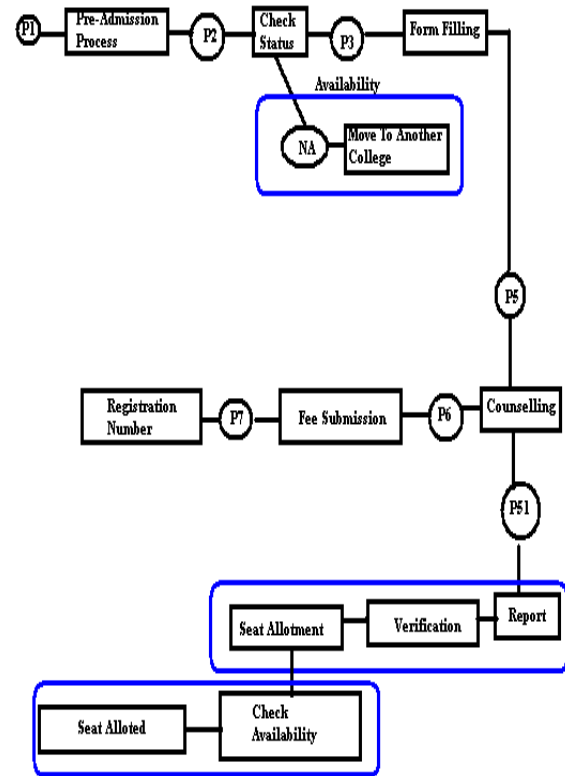 P1
Pre-Admission
Process
P2
Check
Status
P3
Form Filling
Availability
NA
Move To Another
College
P5
Registration
Number
P7
Fee Submission
P6
Counselling
P51
Seat Allotment
Verification
Report
Seat Alloted
Check
Availability